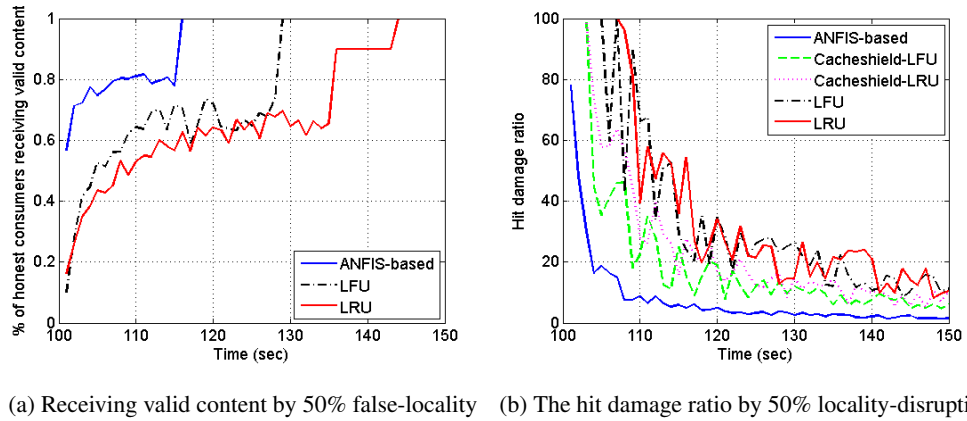 % of honest consumers receiving valid content
1
0.8
0.6
0.4
0.2
0
100
110
120
130
140
150
Time (sec)
ANFIS-based
LFU
LRU
Hit damage ratio
100
80
60
40
20
0
100
110
120
130
140
150
Time (sec)
ANFIS-based
Cacheshield-LFU
Cacheshield-LRU
LFU
LRU
(a) Receiving valid content by 50% false-locality
(b) The hit damage ratio by 50% locality-disrupti